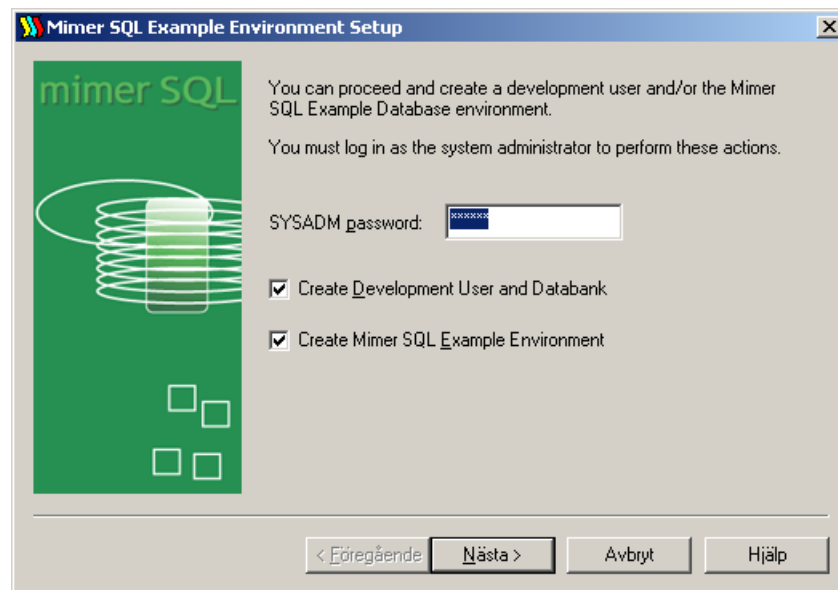 Mimer SQL Example Environment Setup
mimer SQL
You can proceed and create a development user and/or the Mimer
SQL Example Database environment.
You must log in as the system administrator to perform these actions.
SYSADM password: xxxxxx
Create Development User and Databank
Create Mimer SQL Example Environment
< Föregående Nästa > Avbryt Hjälp